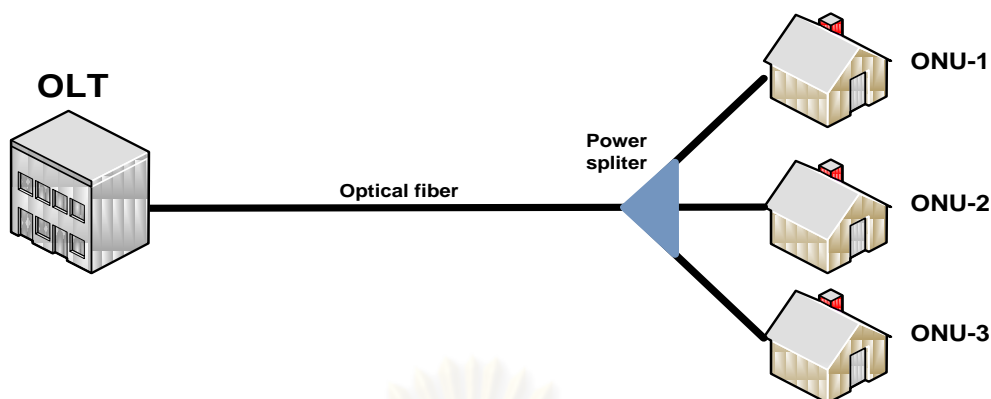 OLT
Optical fiber
Power
spliter
ONU-1
ONU-2
ONU-3